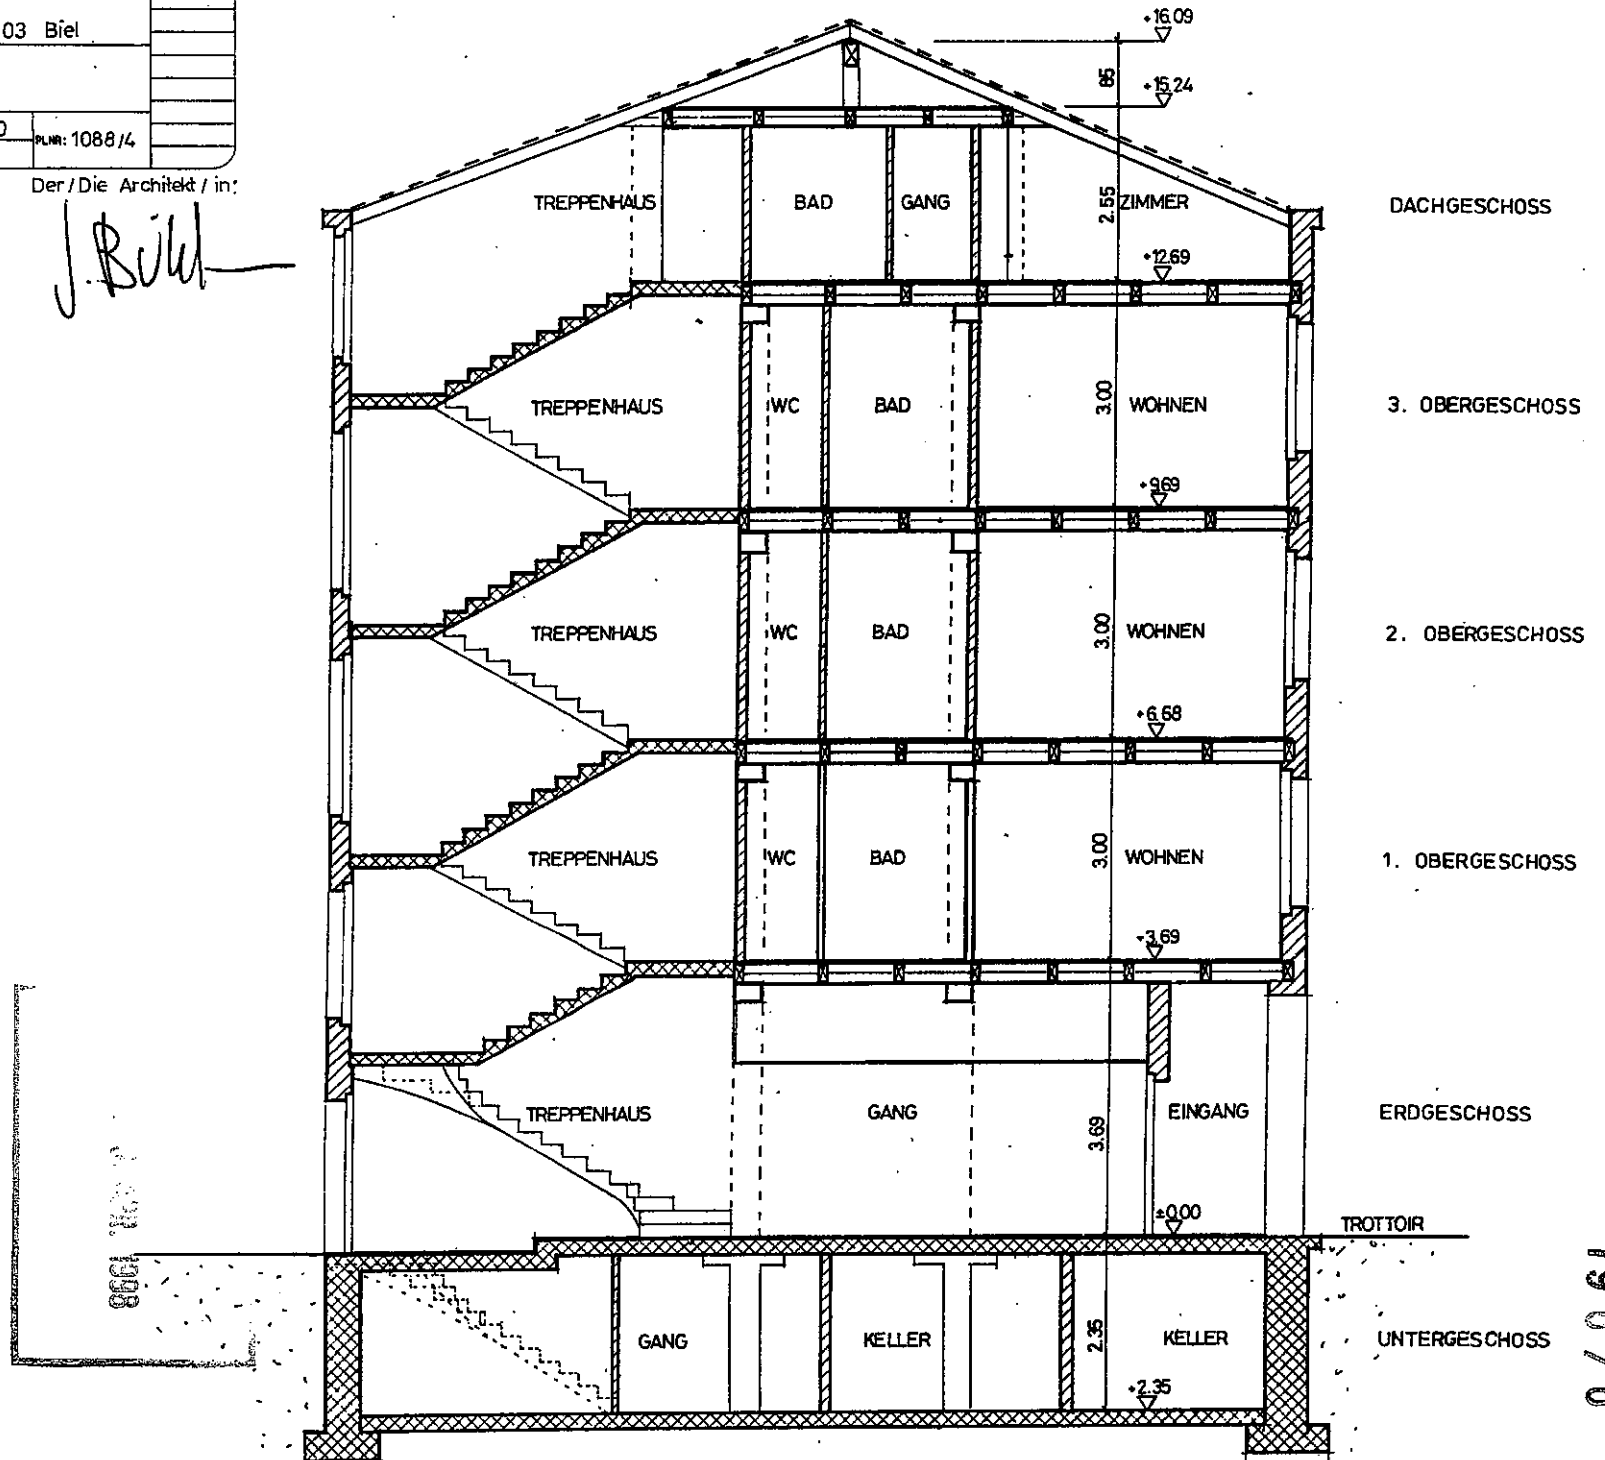 03 Biel
PLNR: 1088/4
Der/Die Architekt/in:
+16.09
85
+15.24
TREPPENHAUS BAD GANG 2.55 ZIMMER DACHGESCHOSS
+12.69
TREPPENHAUS WC BAD 3.00 WOHNEN 3. OBERGESCHOSS
+9.69
TREPPENHAUS WC BAD 3.00 WOHNEN 2. OBERGESCHOSS
+6.68
TREPPENHAUS WC BAD 3.00 WOHNEN 1. OBERGESCHOSS
+3.69
TREPPENHAUS GANG 3.69 EINGANG ERDGESCHOSS
±0.00
TROTTOIR
1998
GANG KELLER 2.35 KELLER UNTERGESCHOSS
+2.35